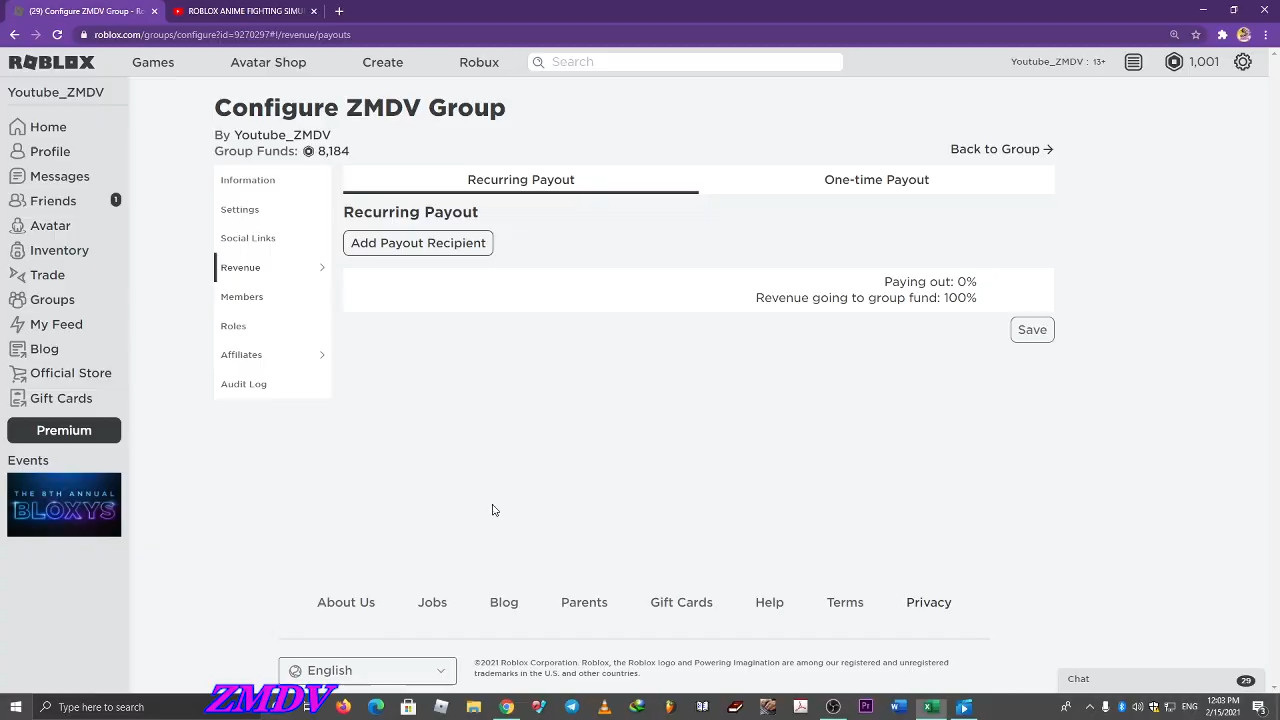 (29) Configure ZMDV Group - Ro
ROBLOX ANIME FIGHTING SIMU
roblox.com/groups/configure?id=9270297#!/revenue/payouts
ROBLOX
Games
Avatar Shop
Create
Robux
Search
Youtube_ZMDV : 13+
1,001
Youtube_ZMDV
Home
Profile
Messages
Friends
1
Avatar
Inventory
Trade
Groups
My Feed
Blog
Official Store
Gift Cards
Premium
Events
THE 8TH ANNUAL
BLOXYS
Configure ZMDV Group
By Youtube_ZMDV
Group Funds: 8,184
Back to Group
Information
Settings
Social Links
Revenue
Members
Roles
Affiliates
Audit Log
Recurring Payout
One-time Payout
Recurring Payout
Add Payout Recipient
Paying out: 0%
Revenue going to group fund: 100%
Save
About Us
Jobs
Blog
Parents
Gift Cards
Help
Terms
Privacy
English
©2021 Roblox Corporation. Roblox, the Roblox logo and Powering Imagination are among our registered and unregistered
trademarks in the U.S. and other countries.
Chat
29
ZMDV
Type here to search
ENG
12:03 PM
2/15/2021